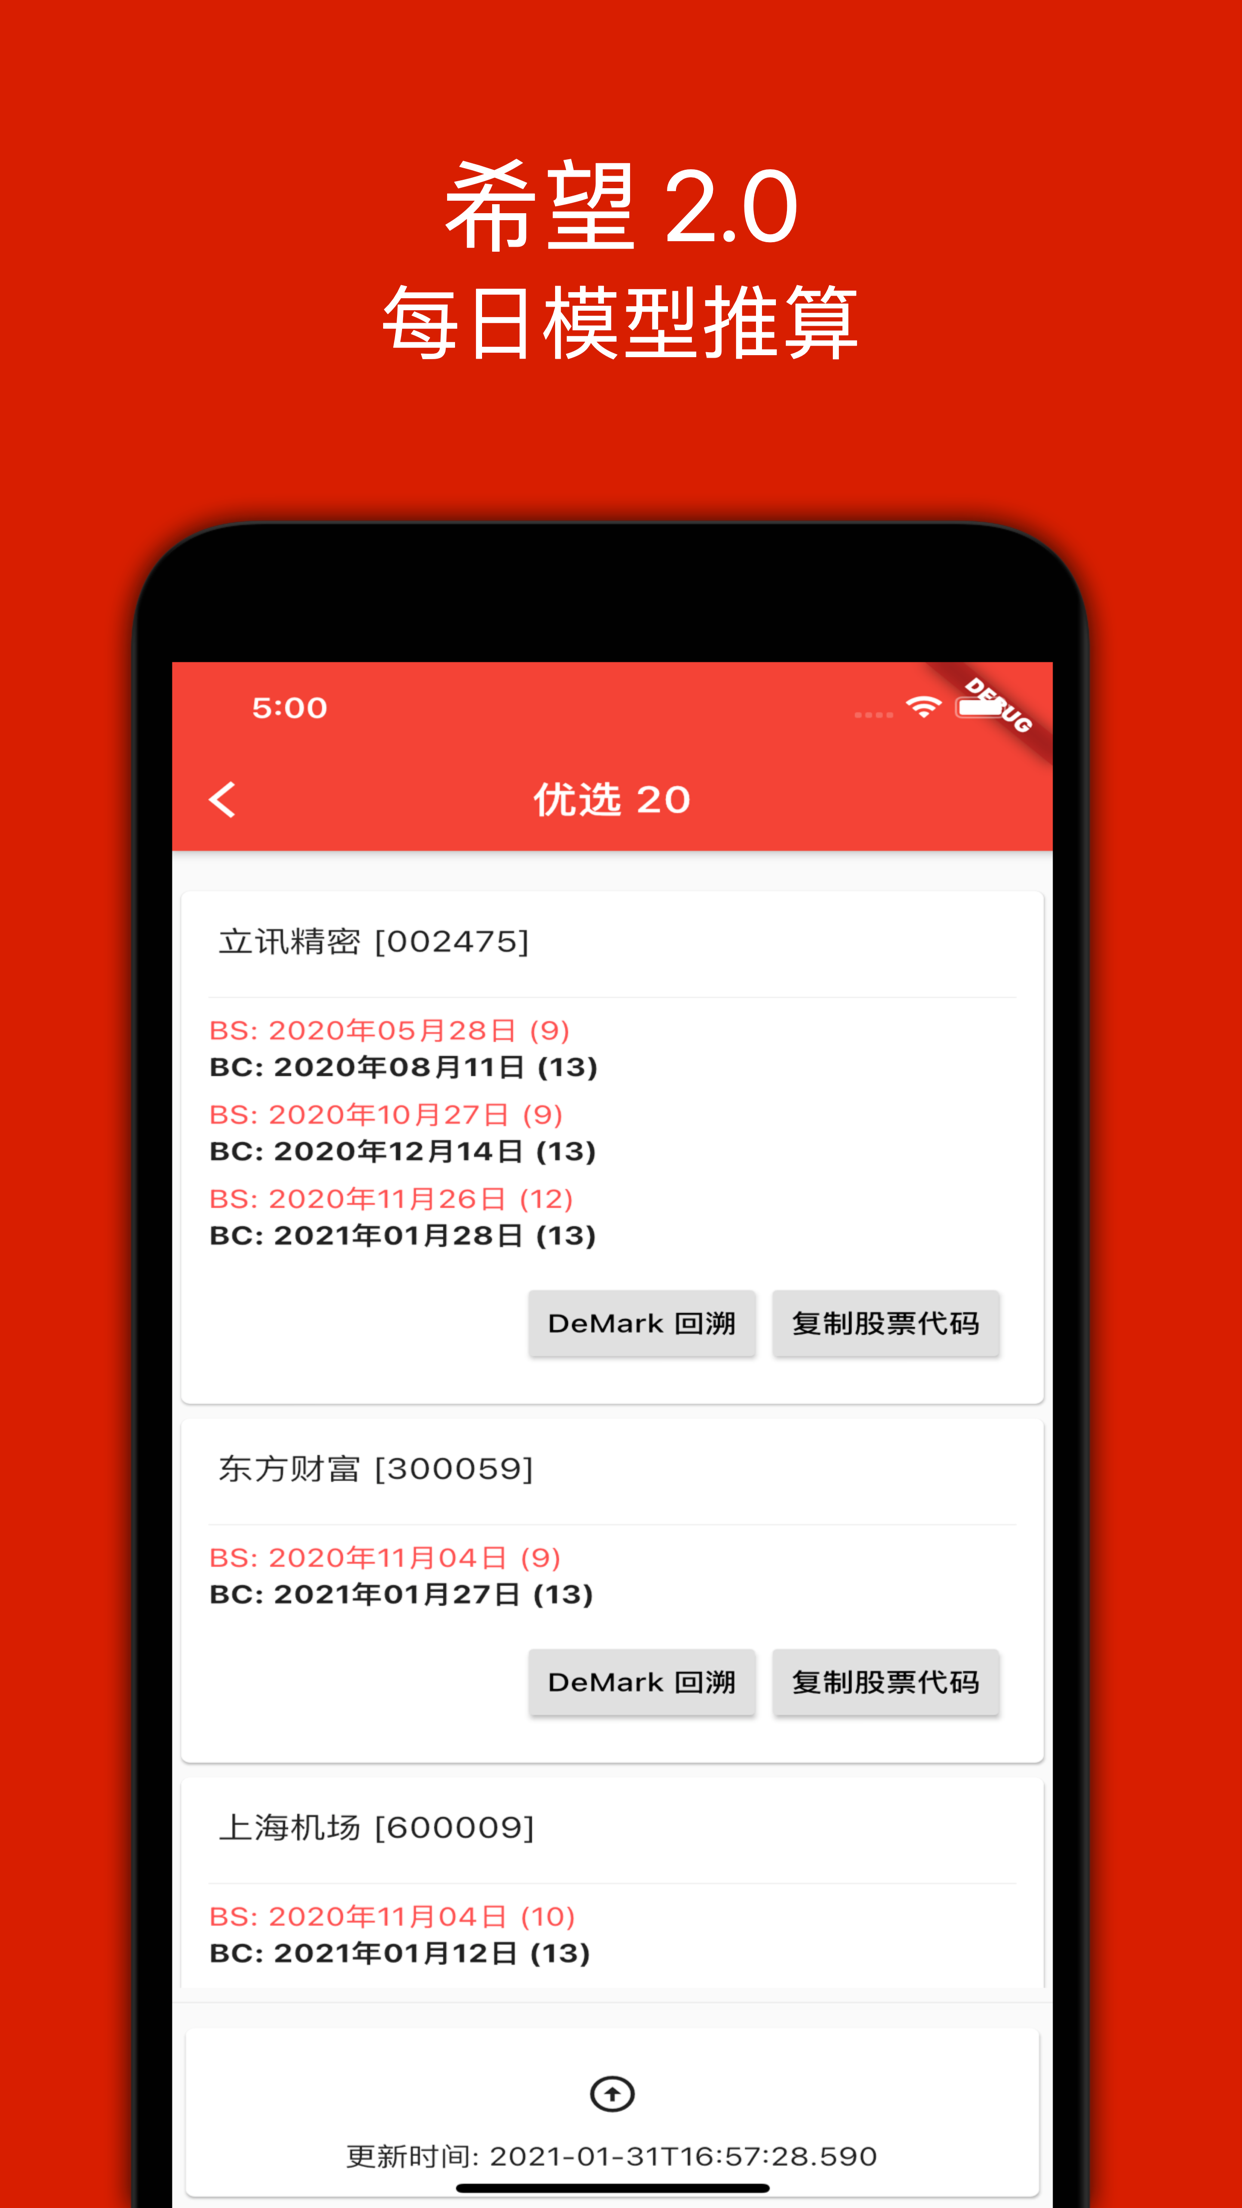 希望 2.0
每日模型推算
5:00
DEBUG
优选 20
立讯精密 [002475]
BS: 2020年05月28日 (9)
BC: 2020年08月11日 (13)
BS: 2020年10月27日 (9)
BC: 2020年12月14日 (13)
BS: 2020年11月26日 (12)
BC: 2021年01月28日 (13)
DeMark 回溯 复制股票代码
东方财富 [300059]
BS: 2020年11月04日 (9)
BC: 2021年01月27日 (13)
DeMark 回溯 复制股票代码
上海机场 [600009]
BS: 2020年11月04日 (10)
BC: 2021年01月12日 (13)
更新时间: 2021-01-31T16:57:28.590